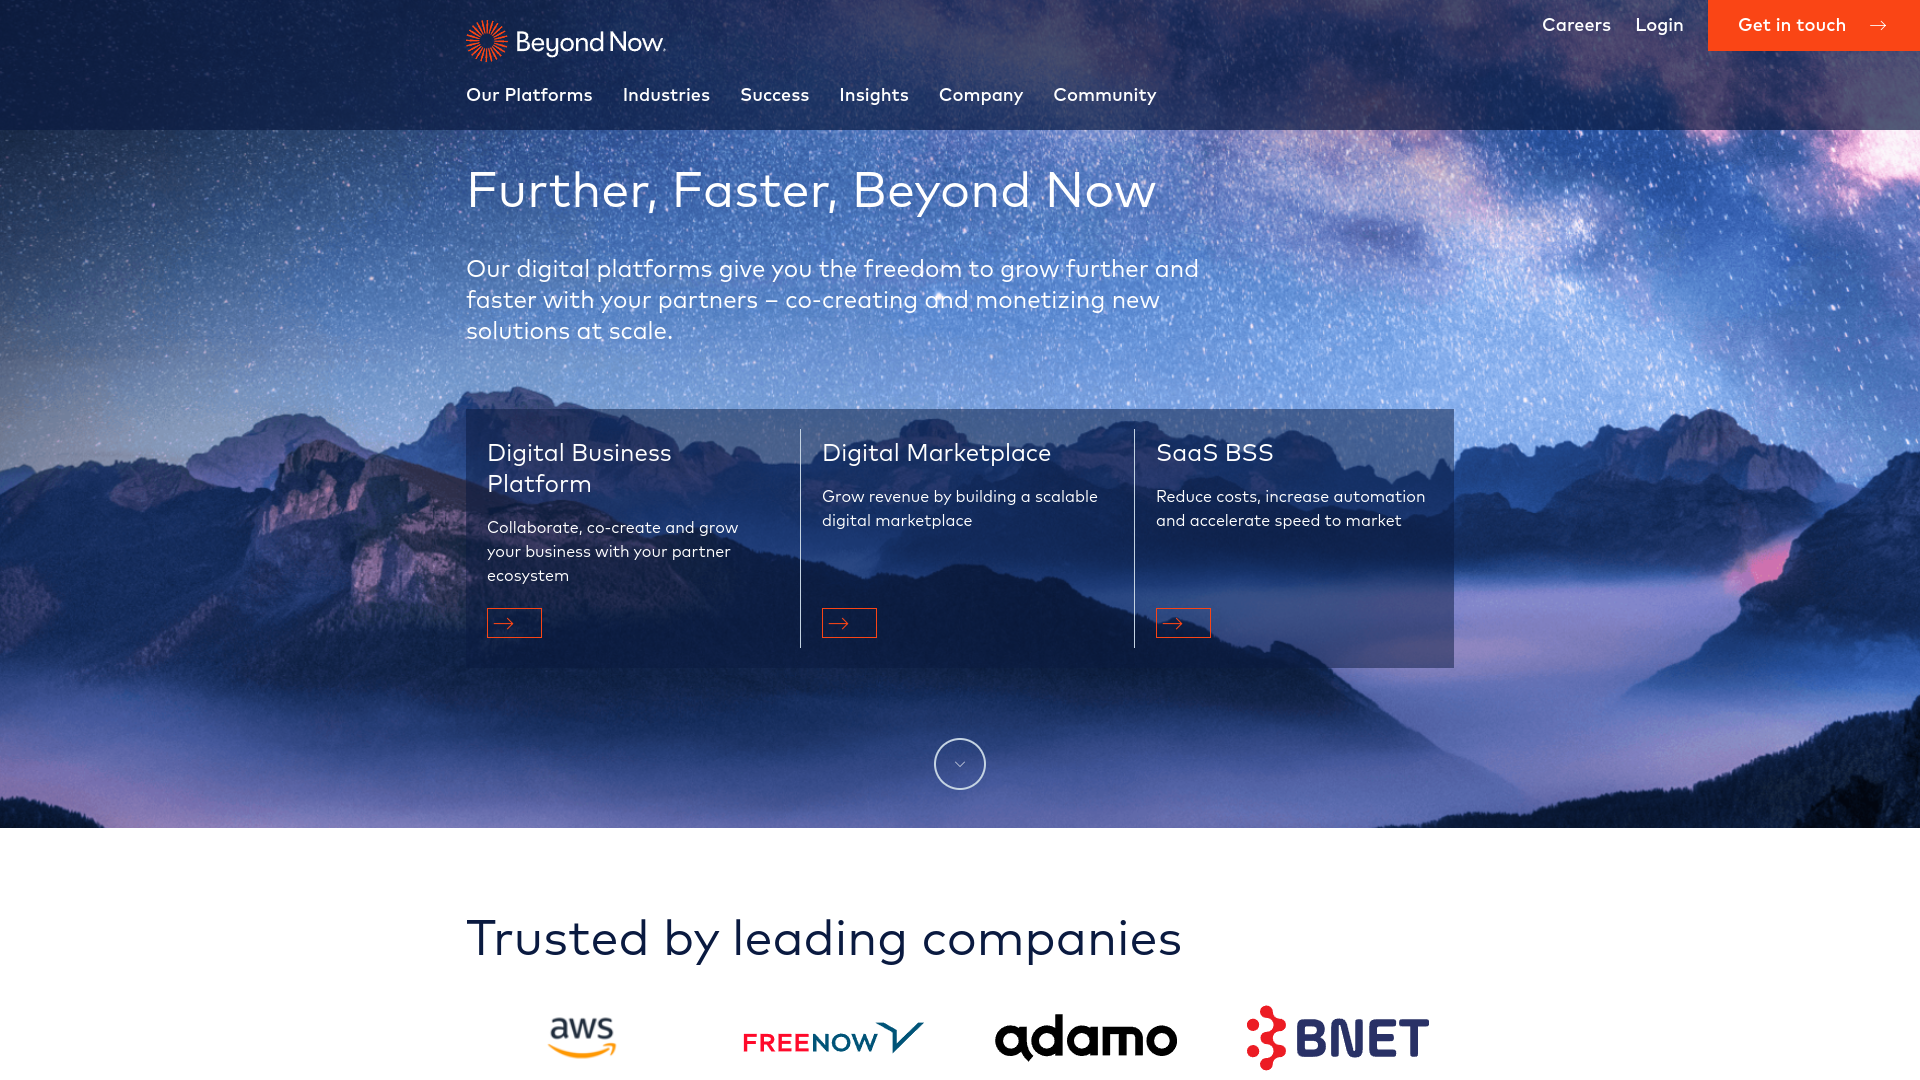 Beyond Now.
Careers
Login
Get in touch
Our Platforms
Industries
Success
Insights
Company
Community
Further, Faster, Beyond Now
Our digital platforms give you the freedom to grow further and
faster with your partners – co-creating and monetizing new
solutions at scale.
Digital Business
Platform
Collaborate, co-create and grow
your business with your partner
ecosystem
Digital Marketplace
Grow revenue by building a scalable
digital marketplace
SaaS BSS
Reduce costs, increase automation
and accelerate speed to market
Trusted by leading companies
aws
FREENOW
adamo
BNET